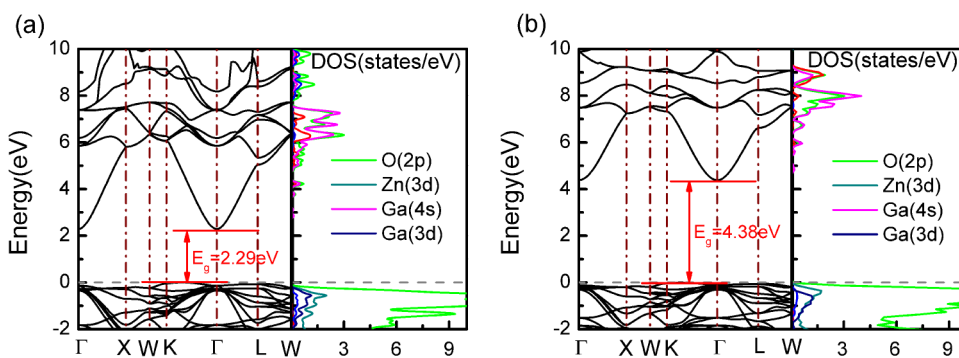 (a)
10
8
6
4
2
0
-2
Energy(eV)
DOS(states/eV)
O(2p)
Zn(3d)
Ga(4s)
Ga(3d)
E_g=2.29eV
Γ X W K Γ L W 3 6 9
(b)
10
8
6
4
2
0
-2
Energy(eV)
DOS(states/eV)
O(2p)
Zn(3d)
Ga(4s)
Ga(3d)
E_g=4.38eV
Γ X W K Γ L W 3 6 9